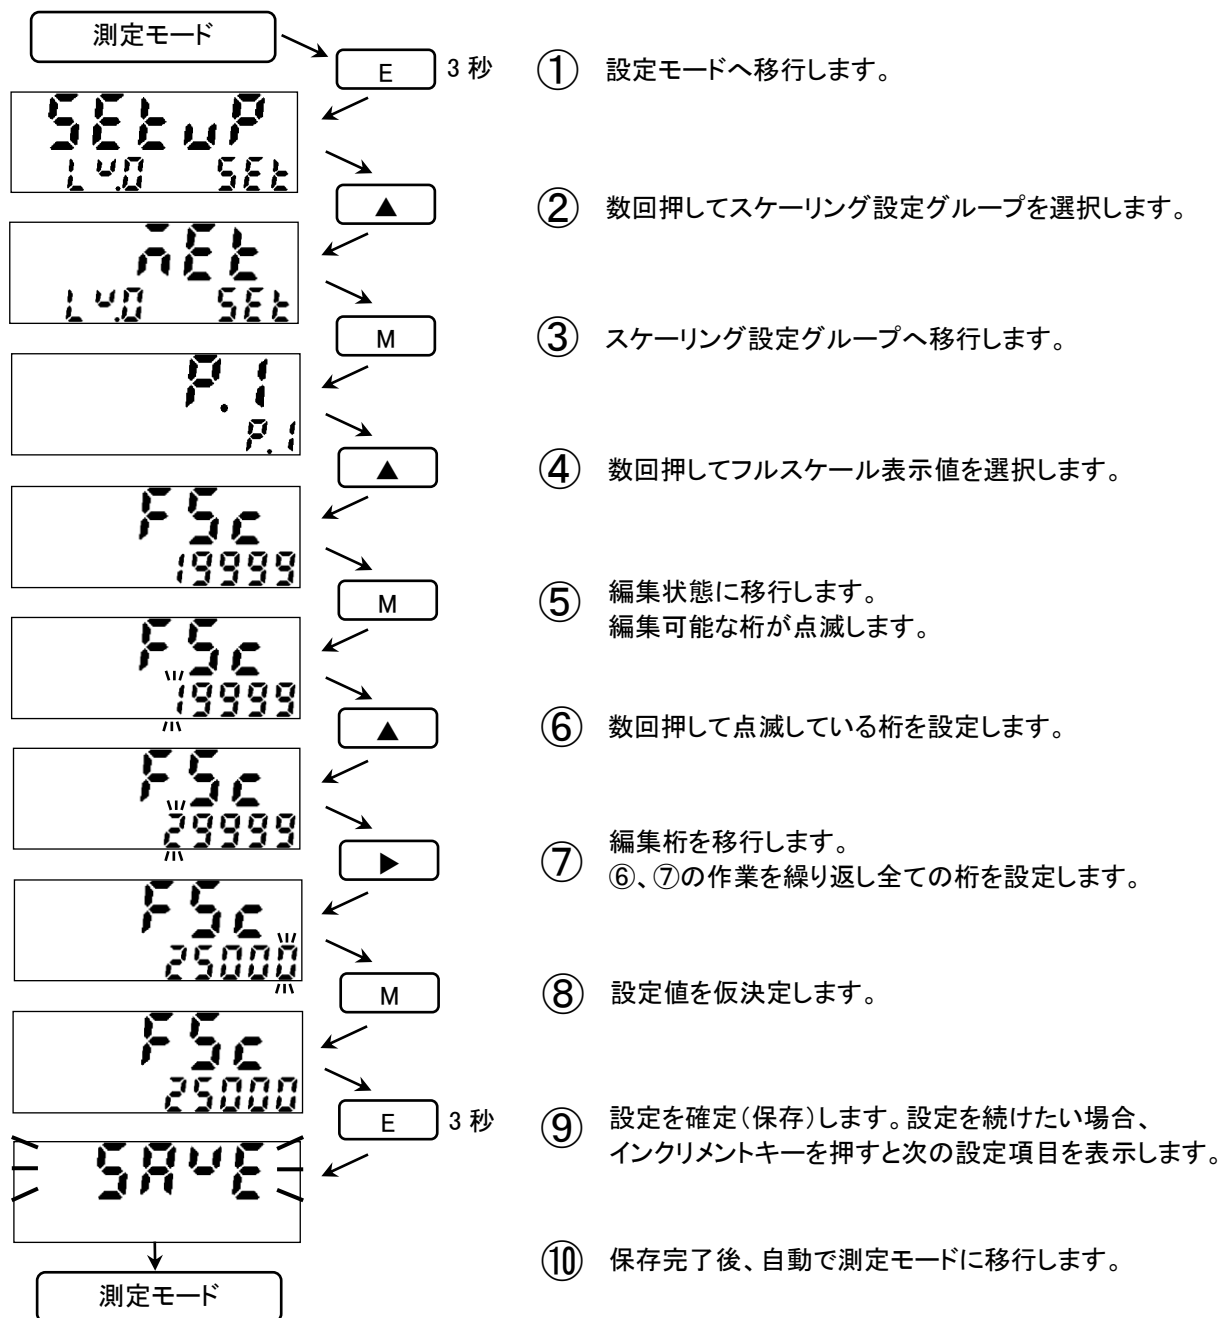 測定モード
E 3 秒 ① 設定モードへ移行します。
SEtuP
Lv.0 SEt
▲ ② 数回押してスケーリング設定グループを選択します。
mEt
Lv.0 SEt
M ③ スケーリング設定グループへ移行します。
P.1
P.1
▲ ④ 数回押してフルスケール表示値を選択します。
FSc
19999
M ⑤ 編集状態に移行します。
編集可能な桁が点滅します。
FSc
19999
▲ ⑥ 数回押して点滅している桁を設定します。
FSc
29999
▶ ⑦ 編集桁を移行します。
⑥、⑦の作業を繰り返し全ての桁を設定します。
FSc
25000
M ⑧ 設定値を仮決定します。
FSc
25000
E 3 秒 ⑨ 設定を確定(保存)します。設定を続けたい場合、
インクリメントキーを押すと次の設定項目を表示します。
SAvE
⑩ 保存完了後、自動で測定モードに移行します。
測定モード